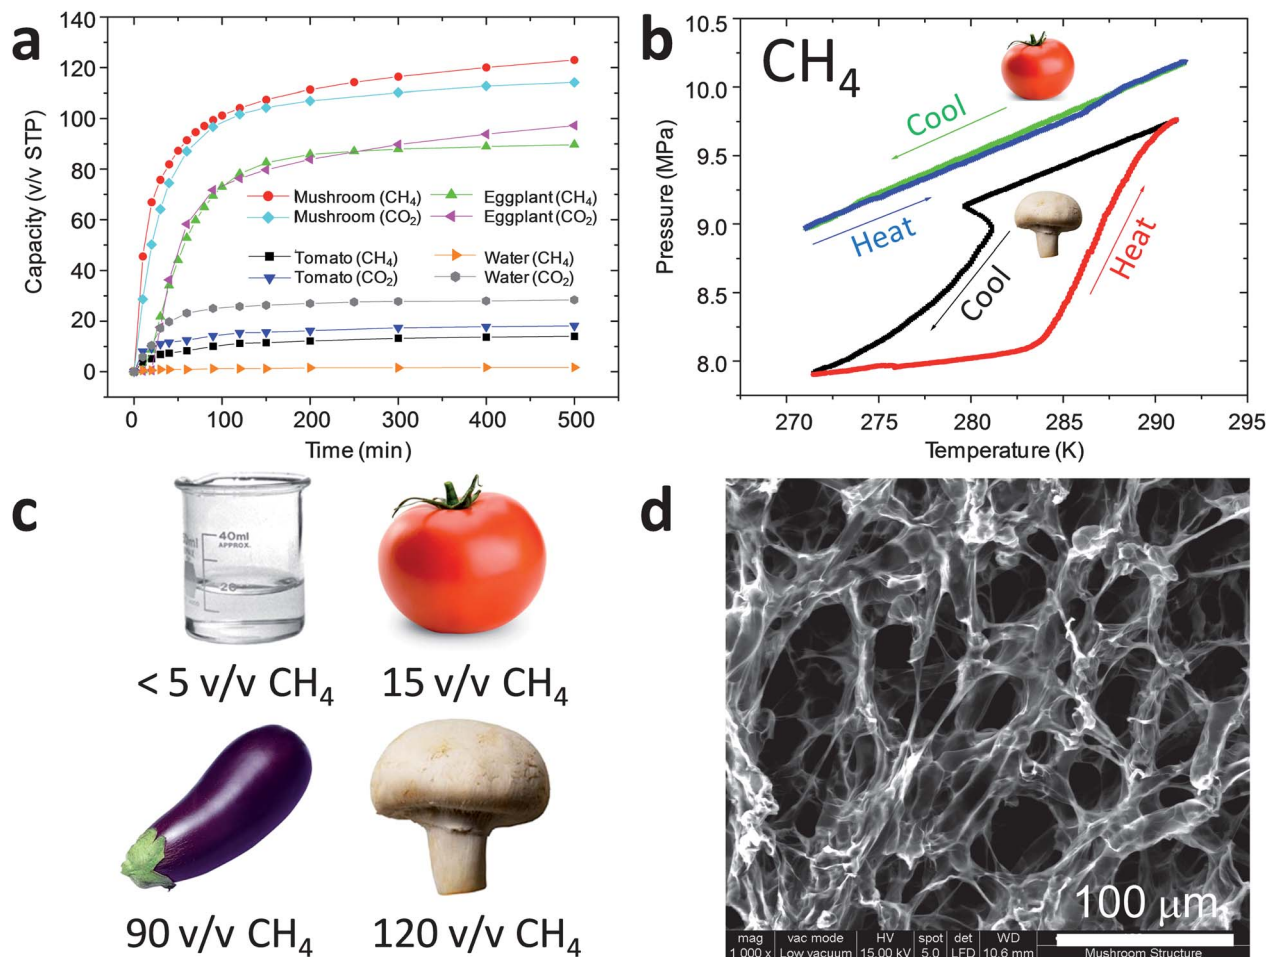 a
Capacity (v/v STP)
140
120
100
80
60
40
20
0
Mushroom (CH₄)
Mushroom (CO₂)
Eggplant (CH₄)
Eggplant (CO₂)
Tomato (CH₄)
Tomato (CO₂)
Water (CH₄)
Water (CO₂)
0 100 200 300 400 500
Time (min)
b
CH₄
Pressure (MPa)
10.5
10.0
9.5
9.0
8.5
8.0
Cool
Heat
Cool
Heat
270 275 280 285 290 295
Temperature (K)
c
40ml
APPROX.
20
< 5 v/v CH₄
15 v/v CH₄
90 v/v CH₄
120 v/v CH₄
d
100 μm
mag vac mode HV spot det WD
1 000 x Low vacuum 15.00 kV 5.0 LFD 10.6 mm
Mushroom Structure